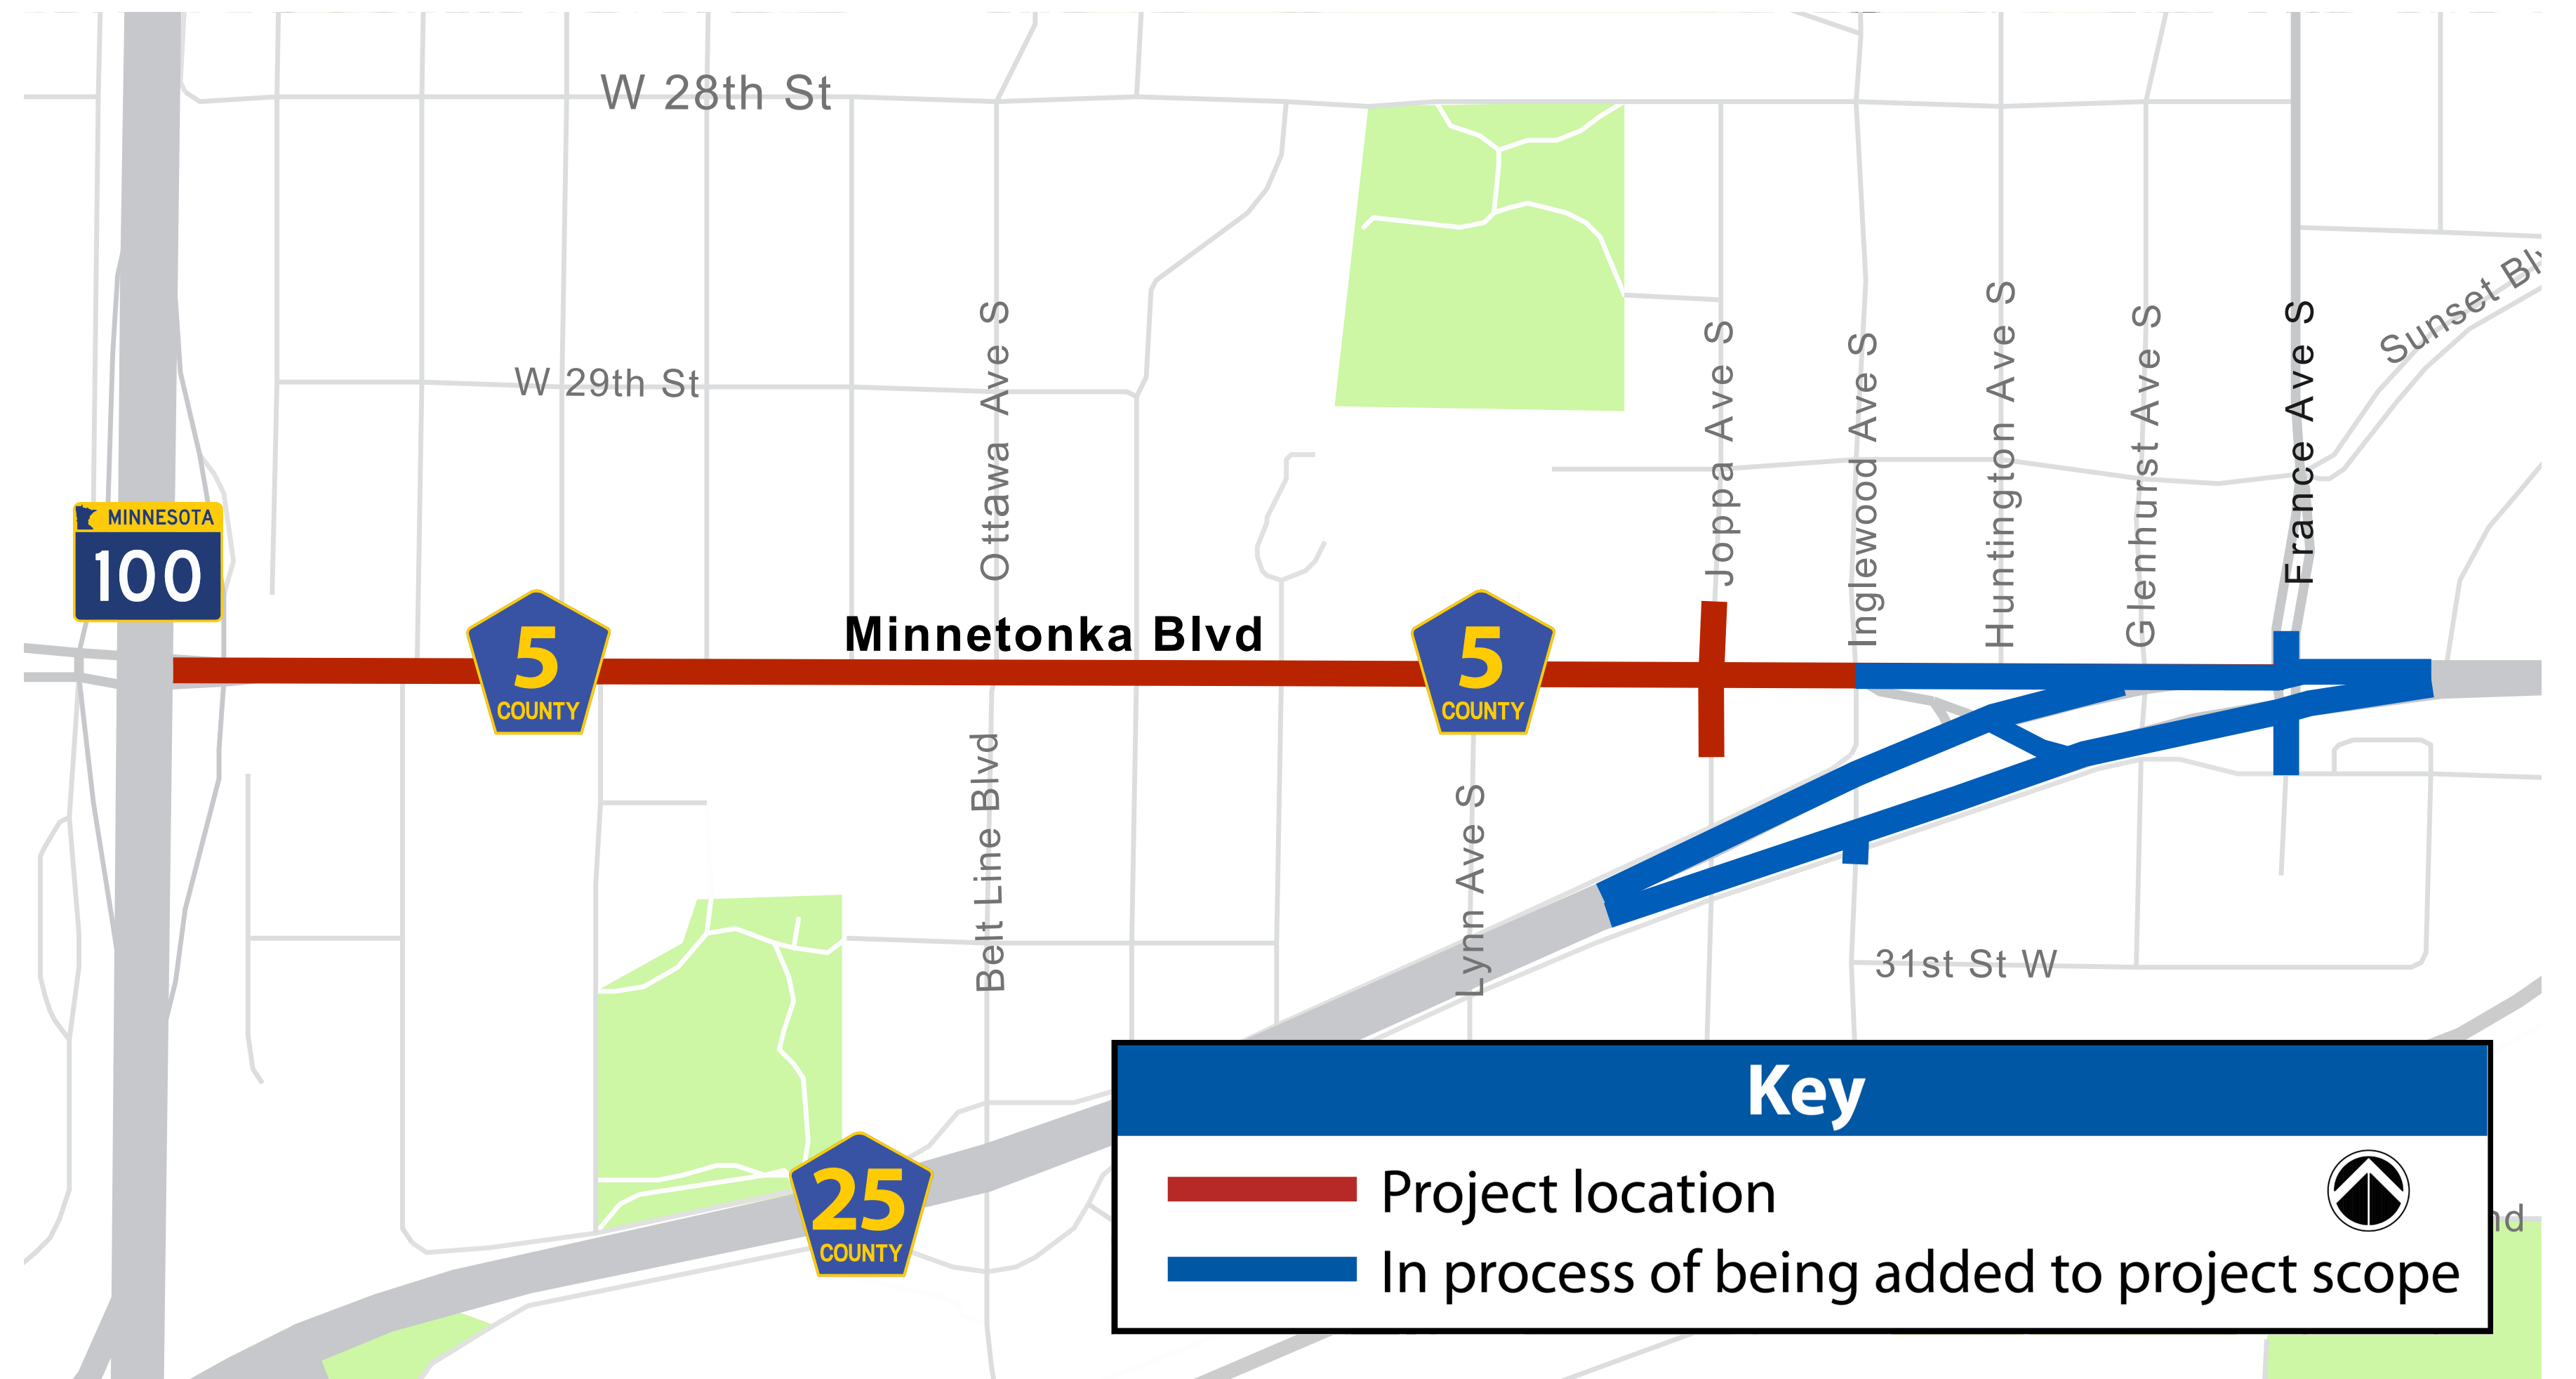 W 28th St
W 29th St
Ottawa Ave S
Joppa Ave S
Inglewood Ave S
Huntington Ave S
Glenhurst Ave S
France Ave S
Sunset
MINNESOTA
100
5
COUNTY
Minnetonka Blvd
5
COUNTY
Belt Line Blvd
Lynn Ave S
31st St W
25
COUNTY
Key
Project location
In process of being added to project scope